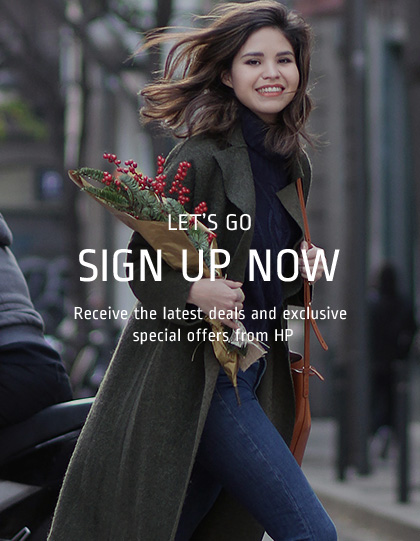 LET'S GO
SIGN UP NOW
Receive the latest deals and exclusive
special offers from HP